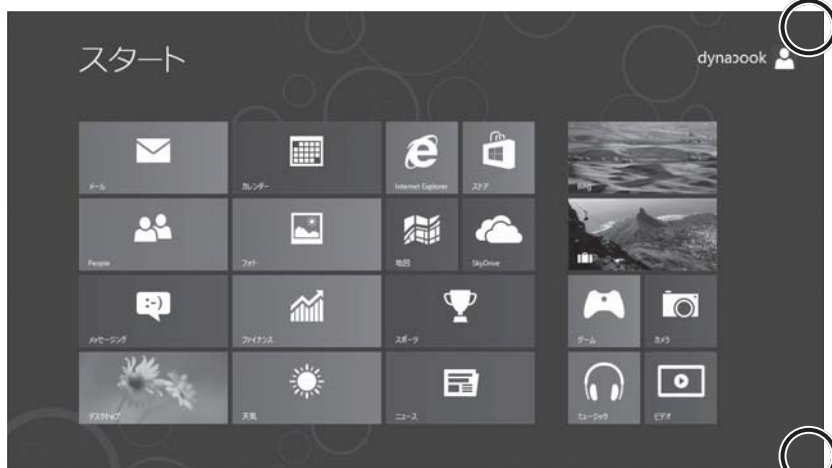 スタート
dynabook
メール
カレンダー
Internet Explorer
ストア
Bing
People
フォト
地図
SkyDrive
メッセージング
ファイナンス
スポーツ
ゲーム
カメラ
デスクトップ
天気
ニュース
ミュージック
ビデオ